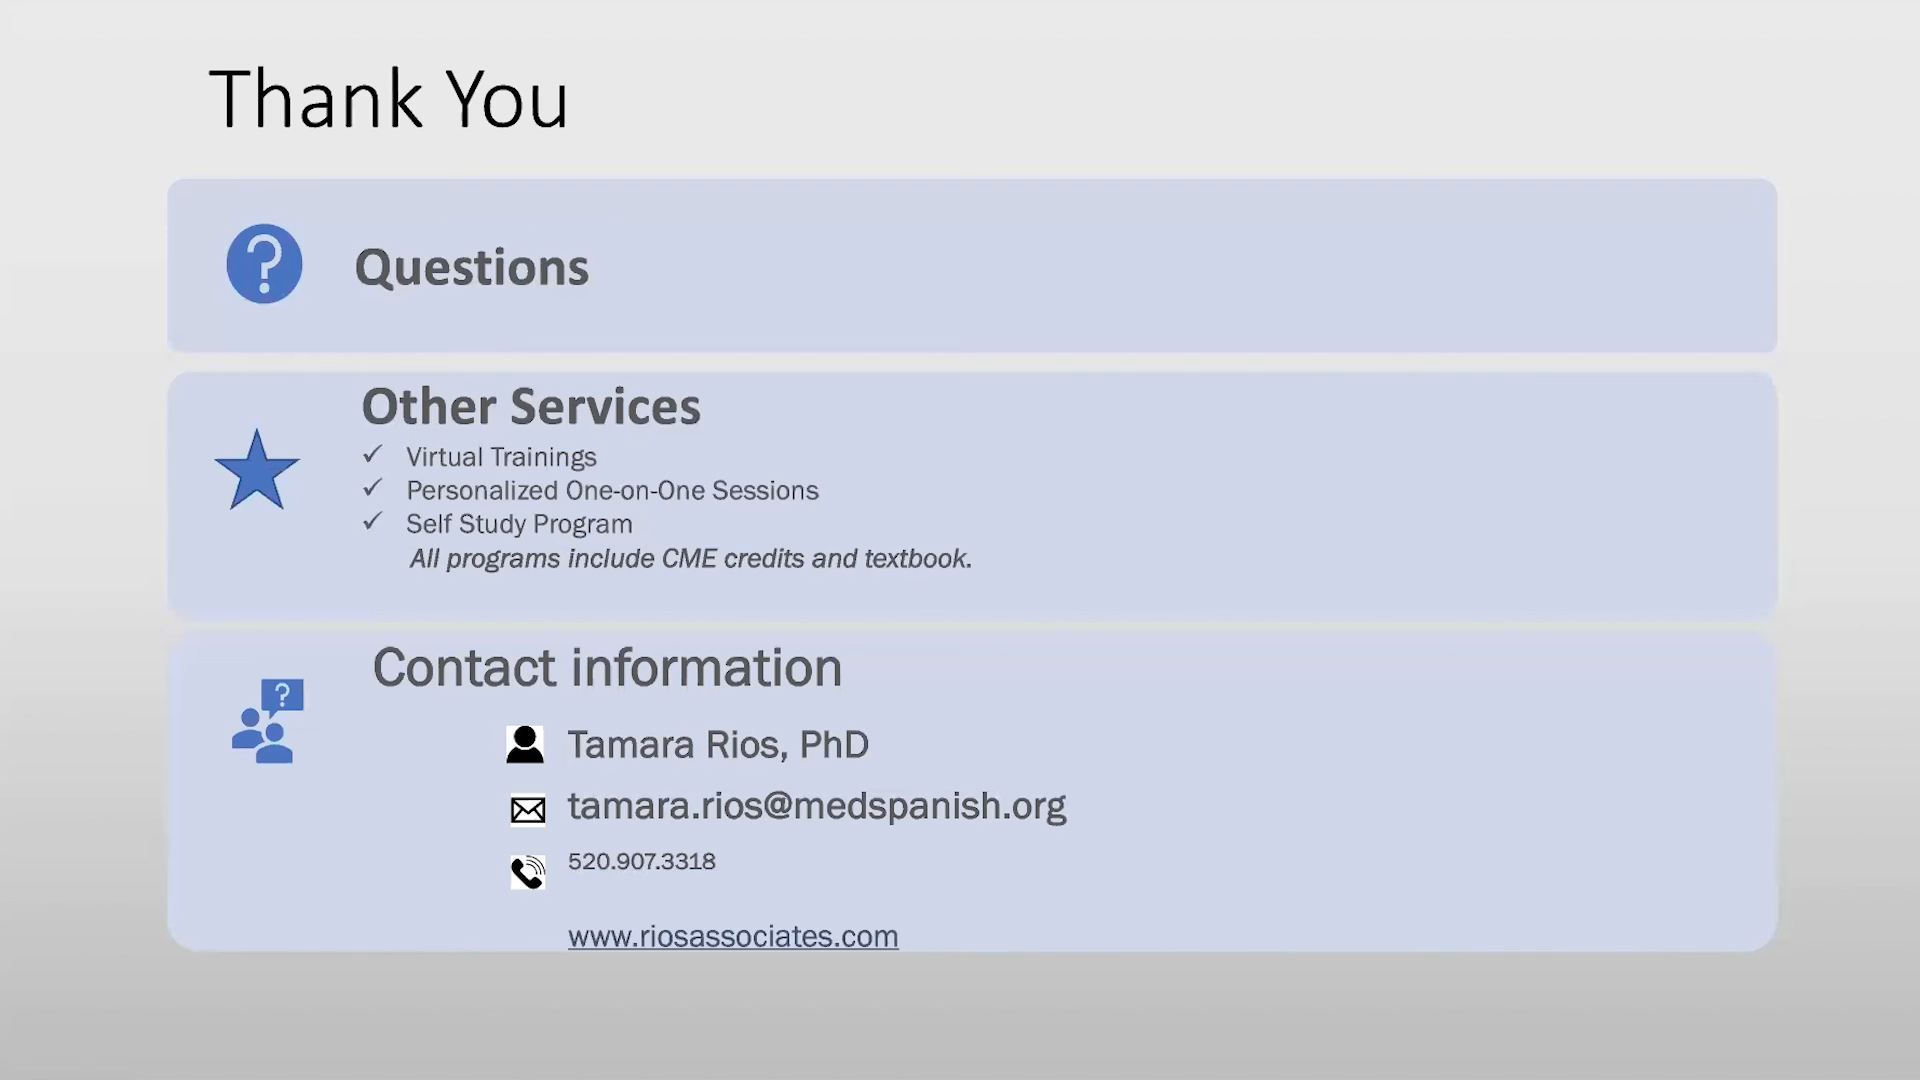 Thank You
Questions
Other Services
✓ Virtual Trainings
✓ Personalized One-on-One Sessions
✓ Self Study Program
All programs include CME credits and textbook.
Contact information
Tamara Rios, PhD
tamara.rios@medspanish.org
520.907.3318
www.riosassociates.com